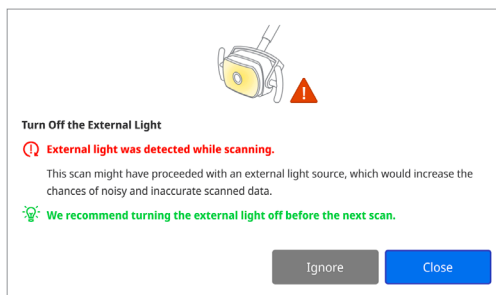 Turn Off the External Light
External light was detected while scanning.
This scan might have proceeded with an external light source, which would increase the
chances of noisy and inaccurate scanned data.
We recommend turning the external light off before the next scan.
Ignore
Close